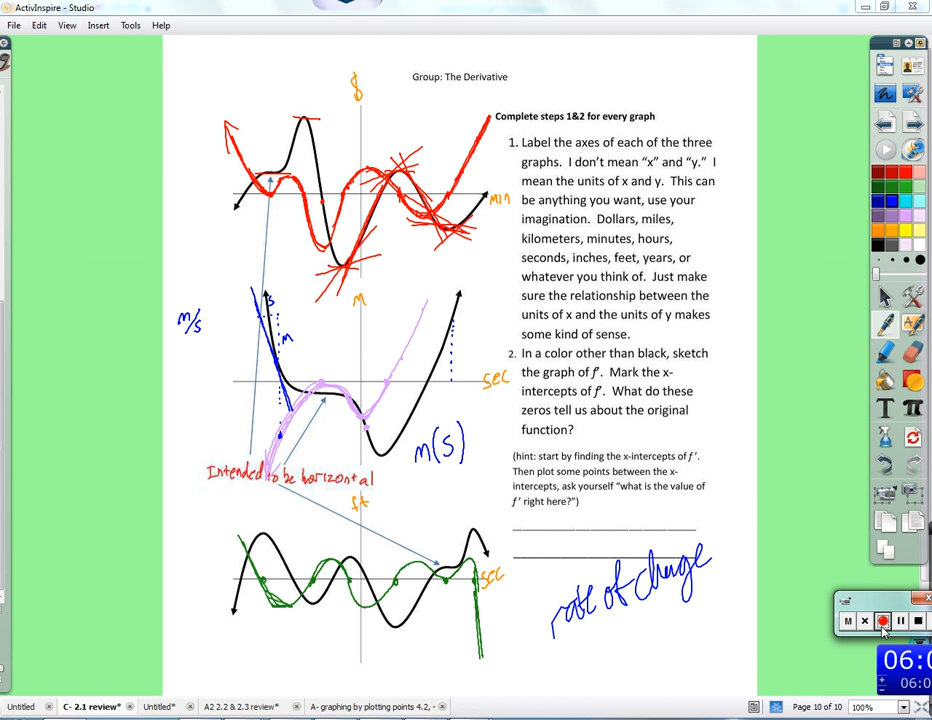 ActivInspire - Studio
File Edit View Insert Tools Help
Group: The Derivative
$
Complete steps 1&2 for every graph
1. Label the axes of each of the three
graphs. I don't mean "x" and "y." I
mean the units of x and y. This can
be anything you want, use your
imagination. Dollars, miles,
kilometers, minutes, hours,
seconds, inches, feet, years, or
whatever you think of. Just make
sure the relationship between the
units of x and the units of y makes
some kind of sense.
2. In a color other than black, sketch
the graph of f'. Mark the x-
intercepts of f'. What do these
zeros tell us about the original
function?
(hint: start by finding the x-intercepts of f'.
Then plot some points between the x-
intercepts, ask yourself "what is the value of
f' right here?")
min
m
m/s
s
m
sec
m(s)
Intended to be horizontal
ft
sec
rate of change
M
06:0
00:
Untitled C- 2.1 review* Untitled* A2 2.2 & 2.3 review* A- graphing by plotting points 4.2, Page 10 of 10 100%